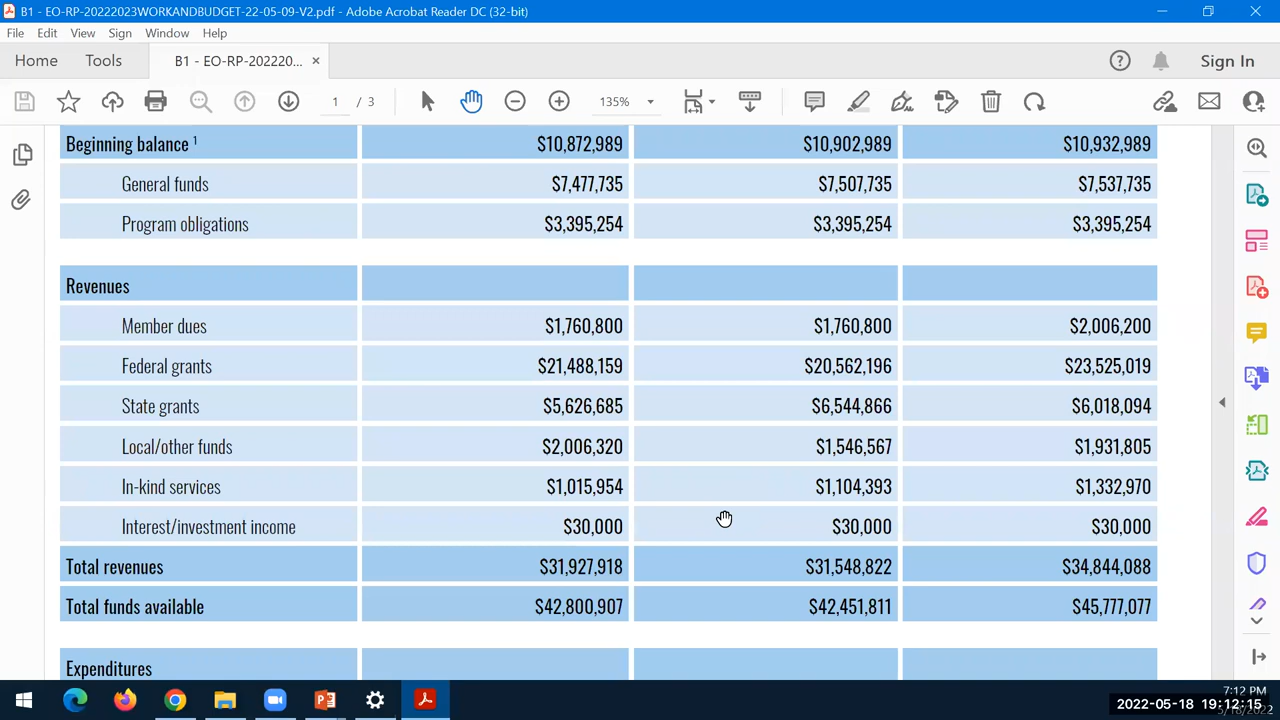 B1 - EO-RP-20222023WORKANDBUDGET-22-05-09-V2.pdf - Adobe Acrobat Reader DC (32-bit)
File Edit View Sign Window Help
Home Tools B1 - EO-RP-202220... × Sign In
1 / 3 135%
Beginning balance 1 $10,872,989 $10,902,989 $10,932,989
General funds $7,477,735 $7,507,735 $7,537,735
Program obligations $3,395,254 $3,395,254 $3,395,254
Revenues
Member dues $1,760,800 $1,760,800 $2,006,200
Federal grants $21,488,159 $20,562,196 $23,525,019
State grants $5,626,685 $6,544,866 $6,018,094
Local/other funds $2,006,320 $1,546,567 $1,931,805
In-kind services $1,015,954 $1,104,393 $1,332,970
Interest/investment income $30,000 $30,000 $30,000
Total revenues $31,927,918 $31,548,822 $34,844,088
Total funds available $42,800,907 $42,451,811 $45,777,077
Expenditures
7:12 PM
2022-05-18 19:12:15